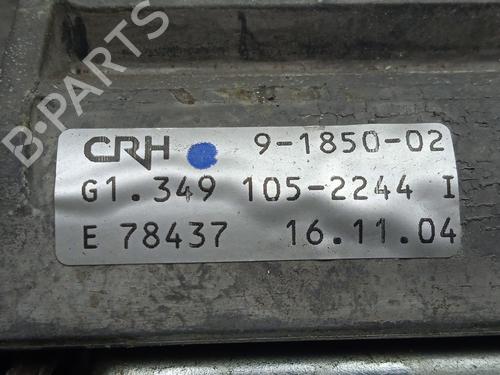 B-PARTS
CRH 9-1850-02
G1.349 105-2244 I
E 78437 16.11.04